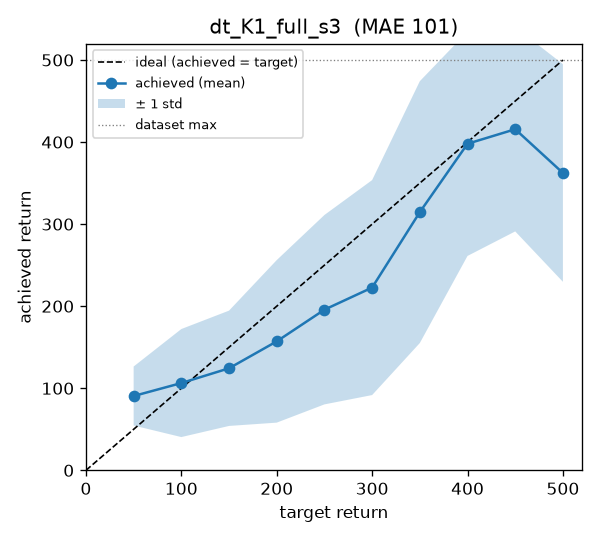 dt_K1_full_s3  (MAE 101)
ideal (achieved = target)
achieved (mean)
± 1 std
dataset max
500
400
300
200
100
0
achieved return
0 100 200 300 400 500
target return